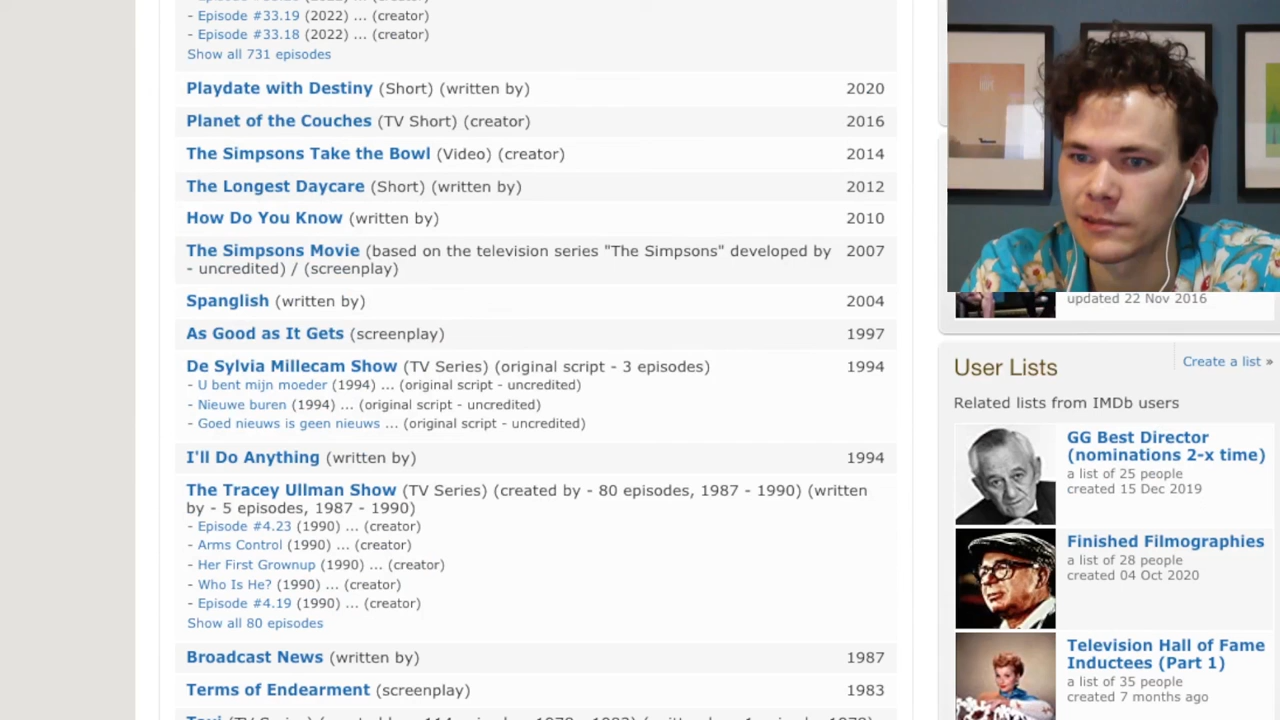 - Episode #33.19 (2022) ... (creator)
- Episode #33.18 (2022) ... (creator)
Show all 731 episodes
Playdate with Destiny (Short) (written by) 2020
Planet of the Couches (TV Short) (creator) 2016
The Simpsons Take the Bowl (Video) (creator) 2014
The Longest Daycare (Short) (written by) 2012
How Do You Know (written by) 2010
The Simpsons Movie (based on the television series "The Simpsons" developed by 2007
- uncredited) / (screenplay)
Spanglish (written by) 2004
As Good as It Gets (screenplay) 1997
De Sylvia Millecam Show (TV Series) (original script - 3 episodes) 1994
- U bent mijn moeder (1994) ... (original script - uncredited)
- Nieuwe buren (1994) ... (original script - uncredited)
- Goed nieuws is geen nieuws ... (original script - uncredited)
I'll Do Anything (written by) 1994
The Tracey Ullman Show (TV Series) (created by - 80 episodes, 1987 - 1990) (written
by - 5 episodes, 1987 - 1990)
- Episode #4.23 (1990) ... (creator)
- Arms Control (1990) ... (creator)
- Her First Grownup (1990) ... (creator)
- Who Is He? (1990) ... (creator)
- Episode #4.19 (1990) ... (creator)
Show all 80 episodes
Broadcast News (written by) 1987
Terms of Endearment (screenplay) 1983
updated 22 Nov 2016
User Lists
Create a list »
Related lists from IMDb users
GG Best Director
(nominations 2-x time)
a list of 25 people
created 15 Dec 2019
Finished Filmographies
a list of 28 people
created 04 Oct 2020
Television Hall of Fame
Inductees (Part 1)
a list of 35 people
created 7 months ago